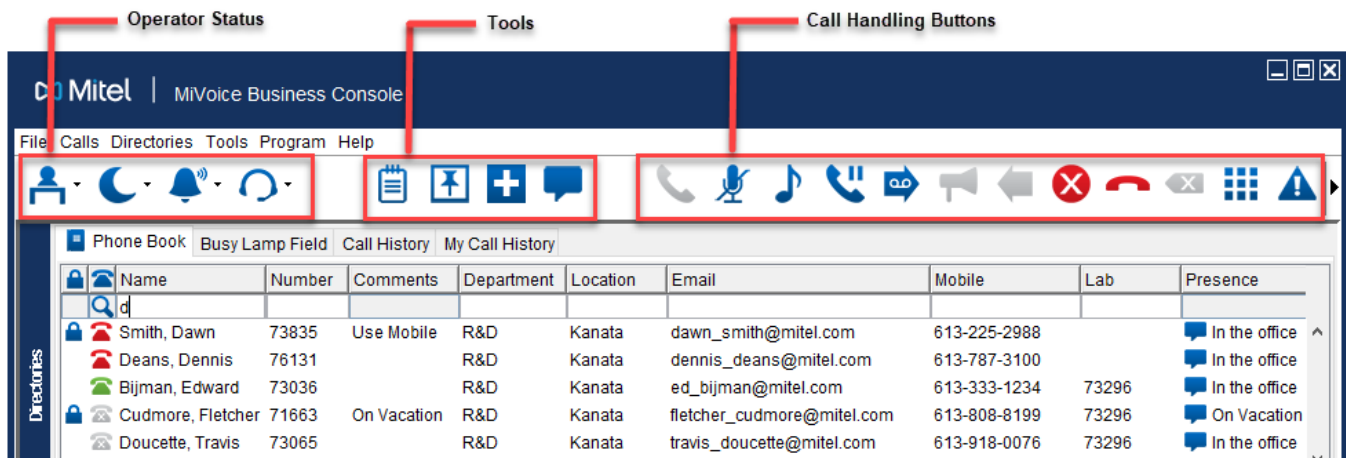 Operator Status
Tools
Call Handling Buttons
Mitel | MiVoice Business Console
File Calls Directories Tools Program Help
Directories
Phone Book Busy Lamp Field Call History My Call History
Name Number Comments Department Location Email Mobile Lab Presence
d
Smith, Dawn 73835 Use Mobile R&D Kanata dawn_smith@mitel.com 613-225-2988 In the office
Deans, Dennis 76131 R&D Kanata dennis_deans@mitel.com 613-787-3100 In the office
Bijman, Edward 73036 R&D Kanata ed_bijman@mitel.com 613-333-1234 73296 In the office
Cudmore, Fletcher 71663 On Vacation R&D Kanata fletcher_cudmore@mitel.com 613-808-8199 73296 On Vacation
Doucette, Travis 73065 R&D Kanata travis_doucette@mitel.com 613-918-0076 73296 In the office